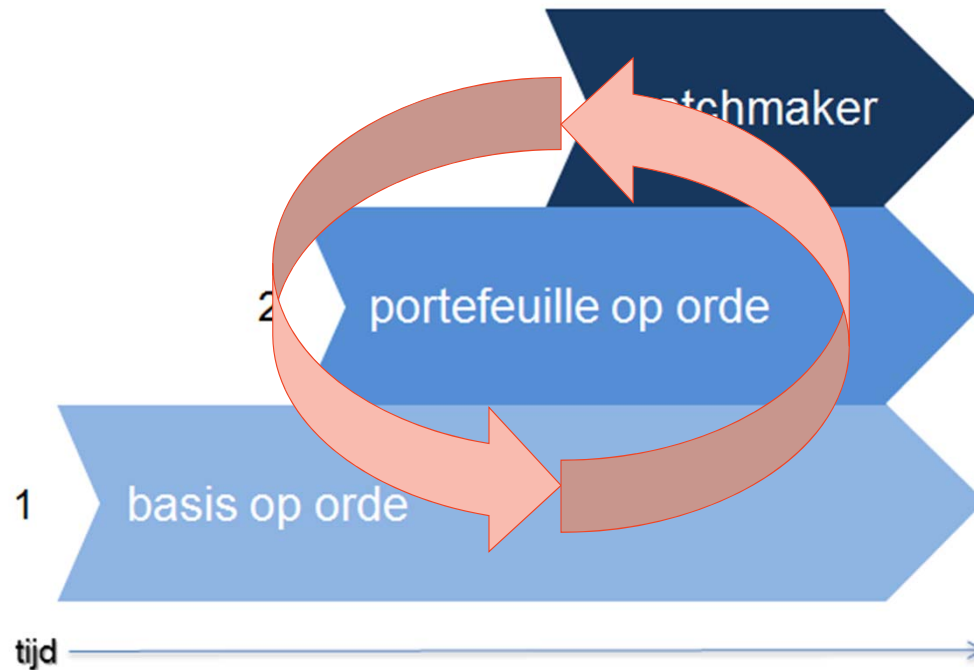 atchmaker
2 portefeuille op orde
1 basis op orde
tijd